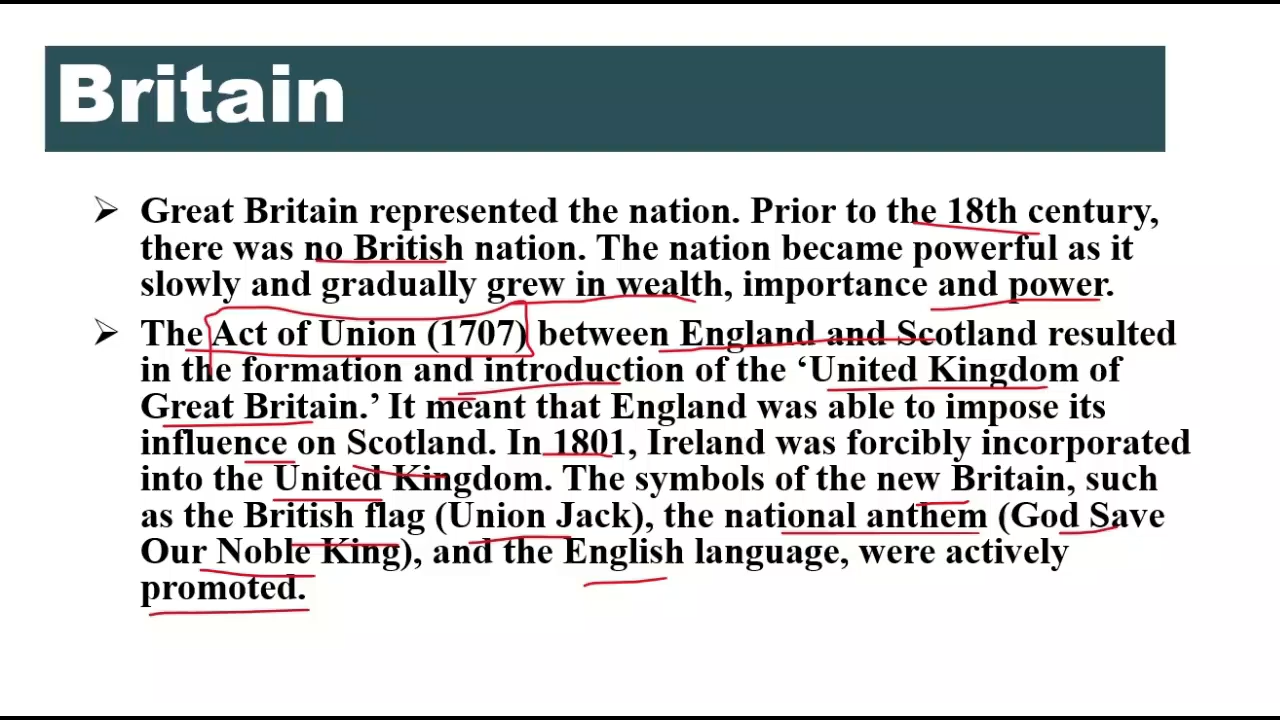 Britain
Great Britain represented the nation. Prior to the 18th century,
there was no British nation. The nation became powerful as it
slowly and gradually grew in wealth, importance and power.
The Act of Union (1707) between England and Scotland resulted
in the formation and introduction of the ‘United Kingdom of
Great Britain.’ It meant that England was able to impose its
influence on Scotland. In 1801, Ireland was forcibly incorporated
into the United Kingdom. The symbols of the new Britain, such
as the British flag (Union Jack), the national anthem (God Save
Our Noble King), and the English language, were actively
promoted.